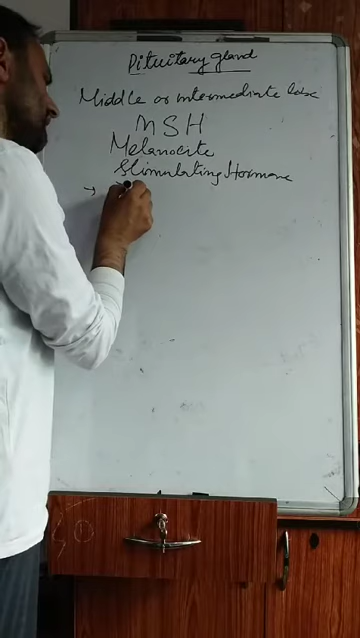 Pituitary gland
Middle or intermediate lobe
MSH
Melanocite
Stimulating Hormone
→